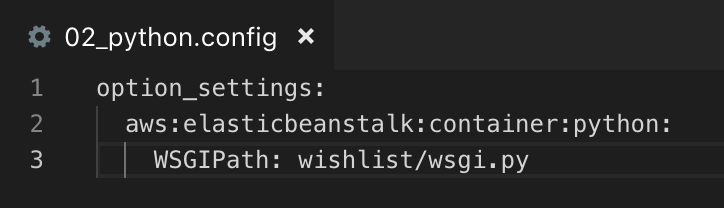 02_python.config ×
1 option_settings:
2 aws:elasticbeanstalk:container:python:
3 WSGIPath: wishlist/wsgi.py